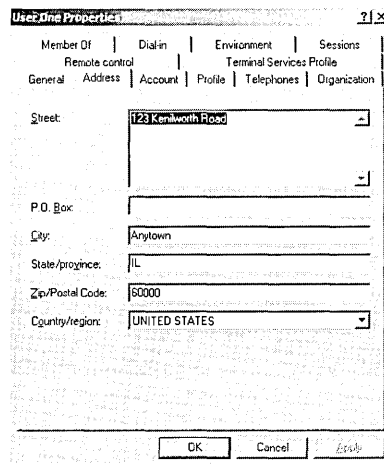 User One Properties ? X
Member Of Dial-in Environment Sessions
Remote control Terminal Services Profile
General Address Account Profile Telephones Organization
Street: 123 Kenilworth Road
P.O. Box:
City: Anytown
State/province: IL
Zip/Postal Code: 60000
Country/region: UNITED STATES
OK Cancel Apply